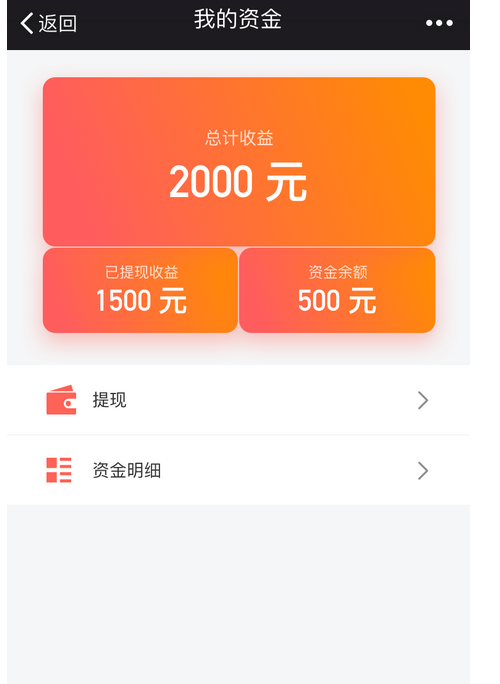 返回
我的资金
总计收益
2000 元
已提现收益
1500 元
资金余额
500 元
提现
资金明细